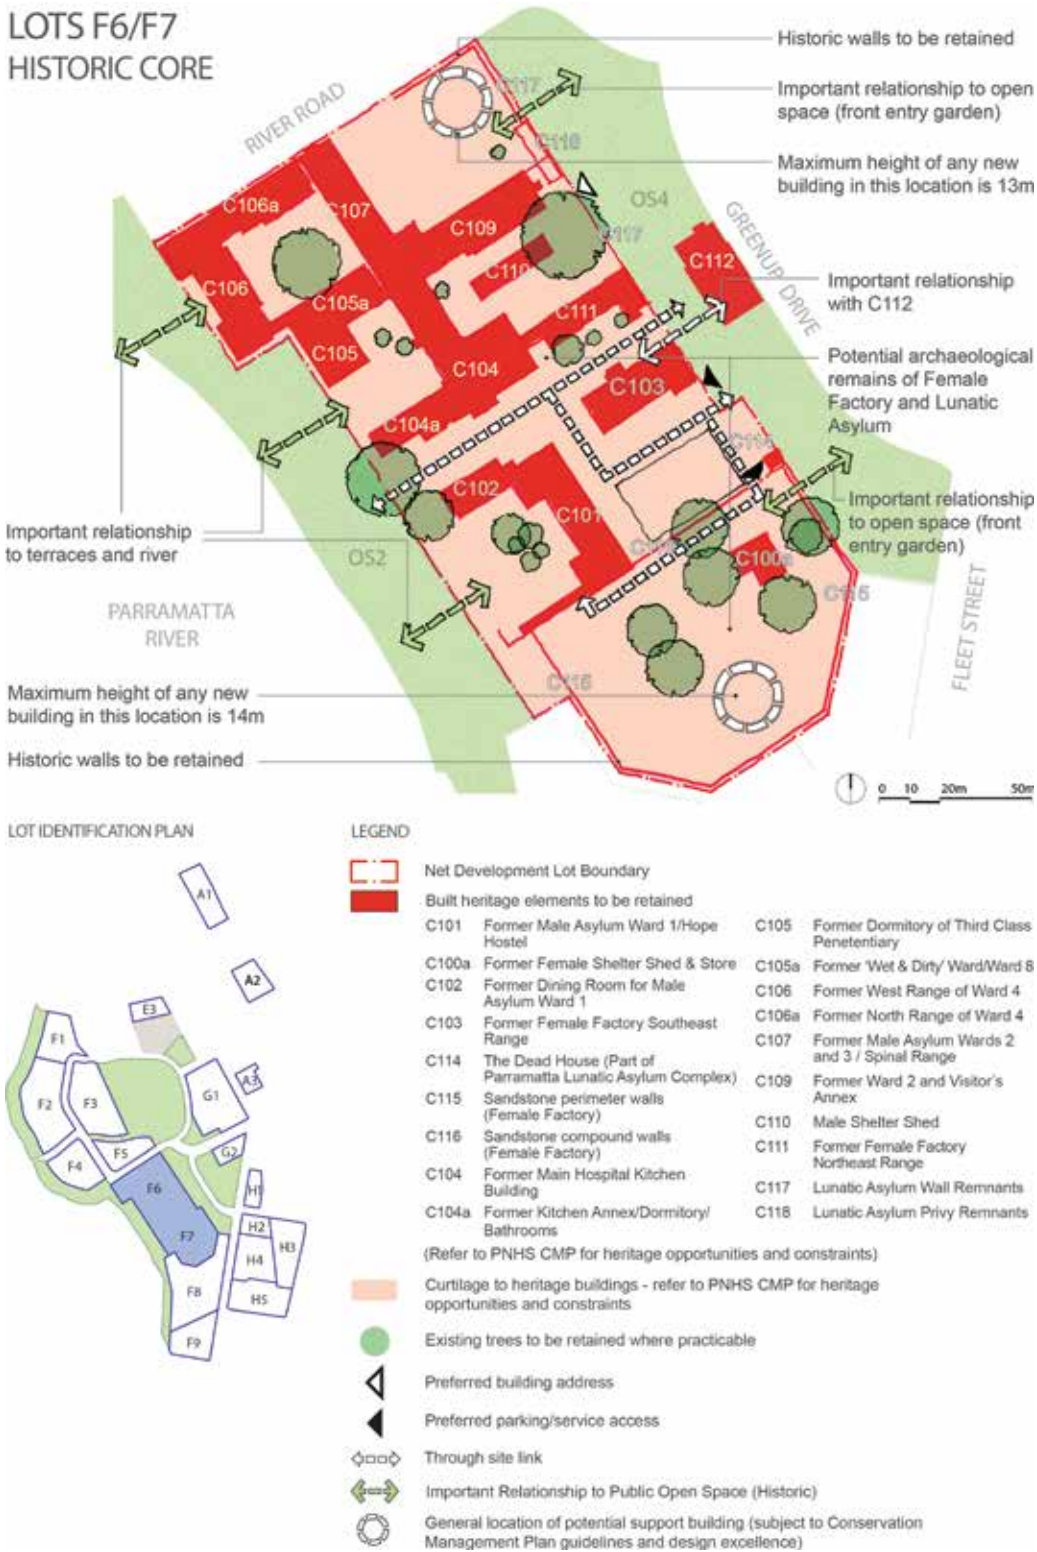 LOTS F6/F7
HISTORIC CORE
RIVER ROAD
Historic walls to be retained
Important relationship to open
space (front entry garden)
Maximum height of any new
building in this location is 13m
C117
C118
OS4
GREENUP DRIVE
C106a
C107
C109
C117
C110
C112
Important relationship
with C112
C106
C105a
C111
C105
C104
C103
Potential archaeological
remains of Female
Factory and Lunatic
Asylum
C104a
C114
C102
C101
Important relationship
to open space (front
entry garden)
Important relationship
to terraces and river
OS2
C100a
C115
PARRAMATTA
RIVER
FLEET STREET
Maximum height of any new
building in this location is 14m
Historic walls to be retained
0 10 20m 50m
LOT IDENTIFICATION PLAN
A1
A2
E3
F1
A3
F2
F3
G1
F4
F5
G2
F6
H1
F7
H2
H3
H4
F8
H5
F9
LEGEND
Net Development Lot Boundary
Built heritage elements to be retained
C101 Former Male Asylum Ward 1/Hope
Hostel
C100a Former Female Shelter Shed & Store
C102 Former Dining Room for Male
Asylum Ward 1
C103 Former Female Factory Southeast
Range
C114 The Dead House (Part of
Parramatta Lunatic Asylum Complex)
C115 Sandstone perimeter walls
(Female Factory)
C116 Sandstone compound walls
(Female Factory)
C104 Former Main Hospital Kitchen
Building
C104a Former Kitchen Annex/Dormitory/
Bathrooms
C105 Former Dormitory of Third Class
Penetentiary
C105a Former 'Wet & Dirty' Ward/Ward 8
C106 Former West Range of Ward 4
C106a Former North Range of Ward 4
C107 Former Male Asylum Wards 2
and 3 / Spinal Range
C109 Former Ward 2 and Visitor's
Annex
C110 Male Shelter Shed
C111 Former Female Factory
Northeast Range
C117 Lunatic Asylum Wall Remnants
C118 Lunatic Asylum Privy Remnants
(Refer to PNHS CMP for heritage opportunities and constraints)
Curtilage to heritage buildings - refer to PNHS CMP for heritage
opportunities and constraints
Existing trees to be retained where practicable
Preferred building address
Preferred parking/service access
Through site link
Important Relationship to Public Open Space (Historic)
General location of potential support building (subject to Conservation
Management Plan guidelines and design excellence)